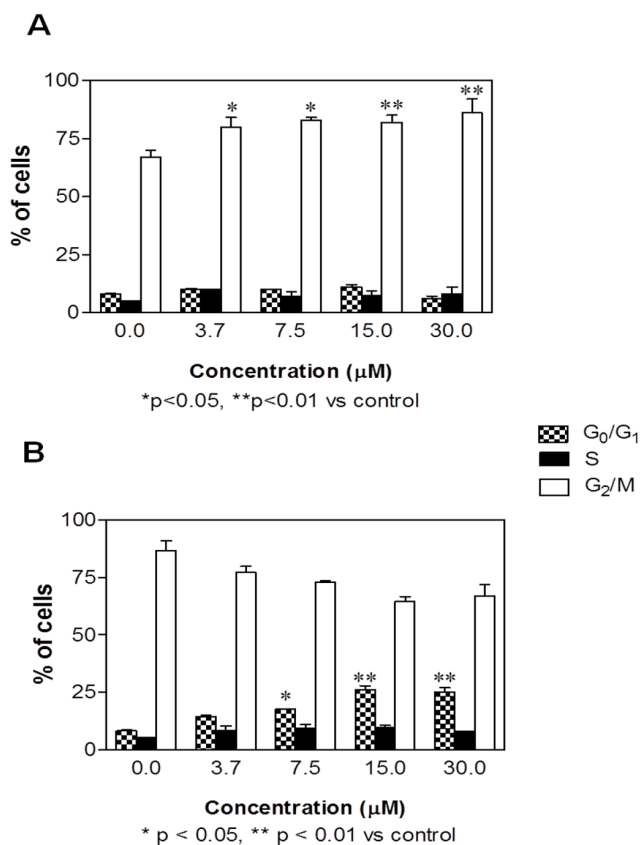 A
100
75
50
25
0
% of cells
* * ** **
0.0 3.7 7.5 15.0 30.0
Concentration (μM)
*p<0.05, **p<0.01 vs control
G₀/G₁
S
G₂/M
B
100
75
50
25
0
% of cells
* ** **
0.0 3.7 7.5 15.0 30.0
Concentration (μM)
* p < 0.05, ** p < 0.01 vs control